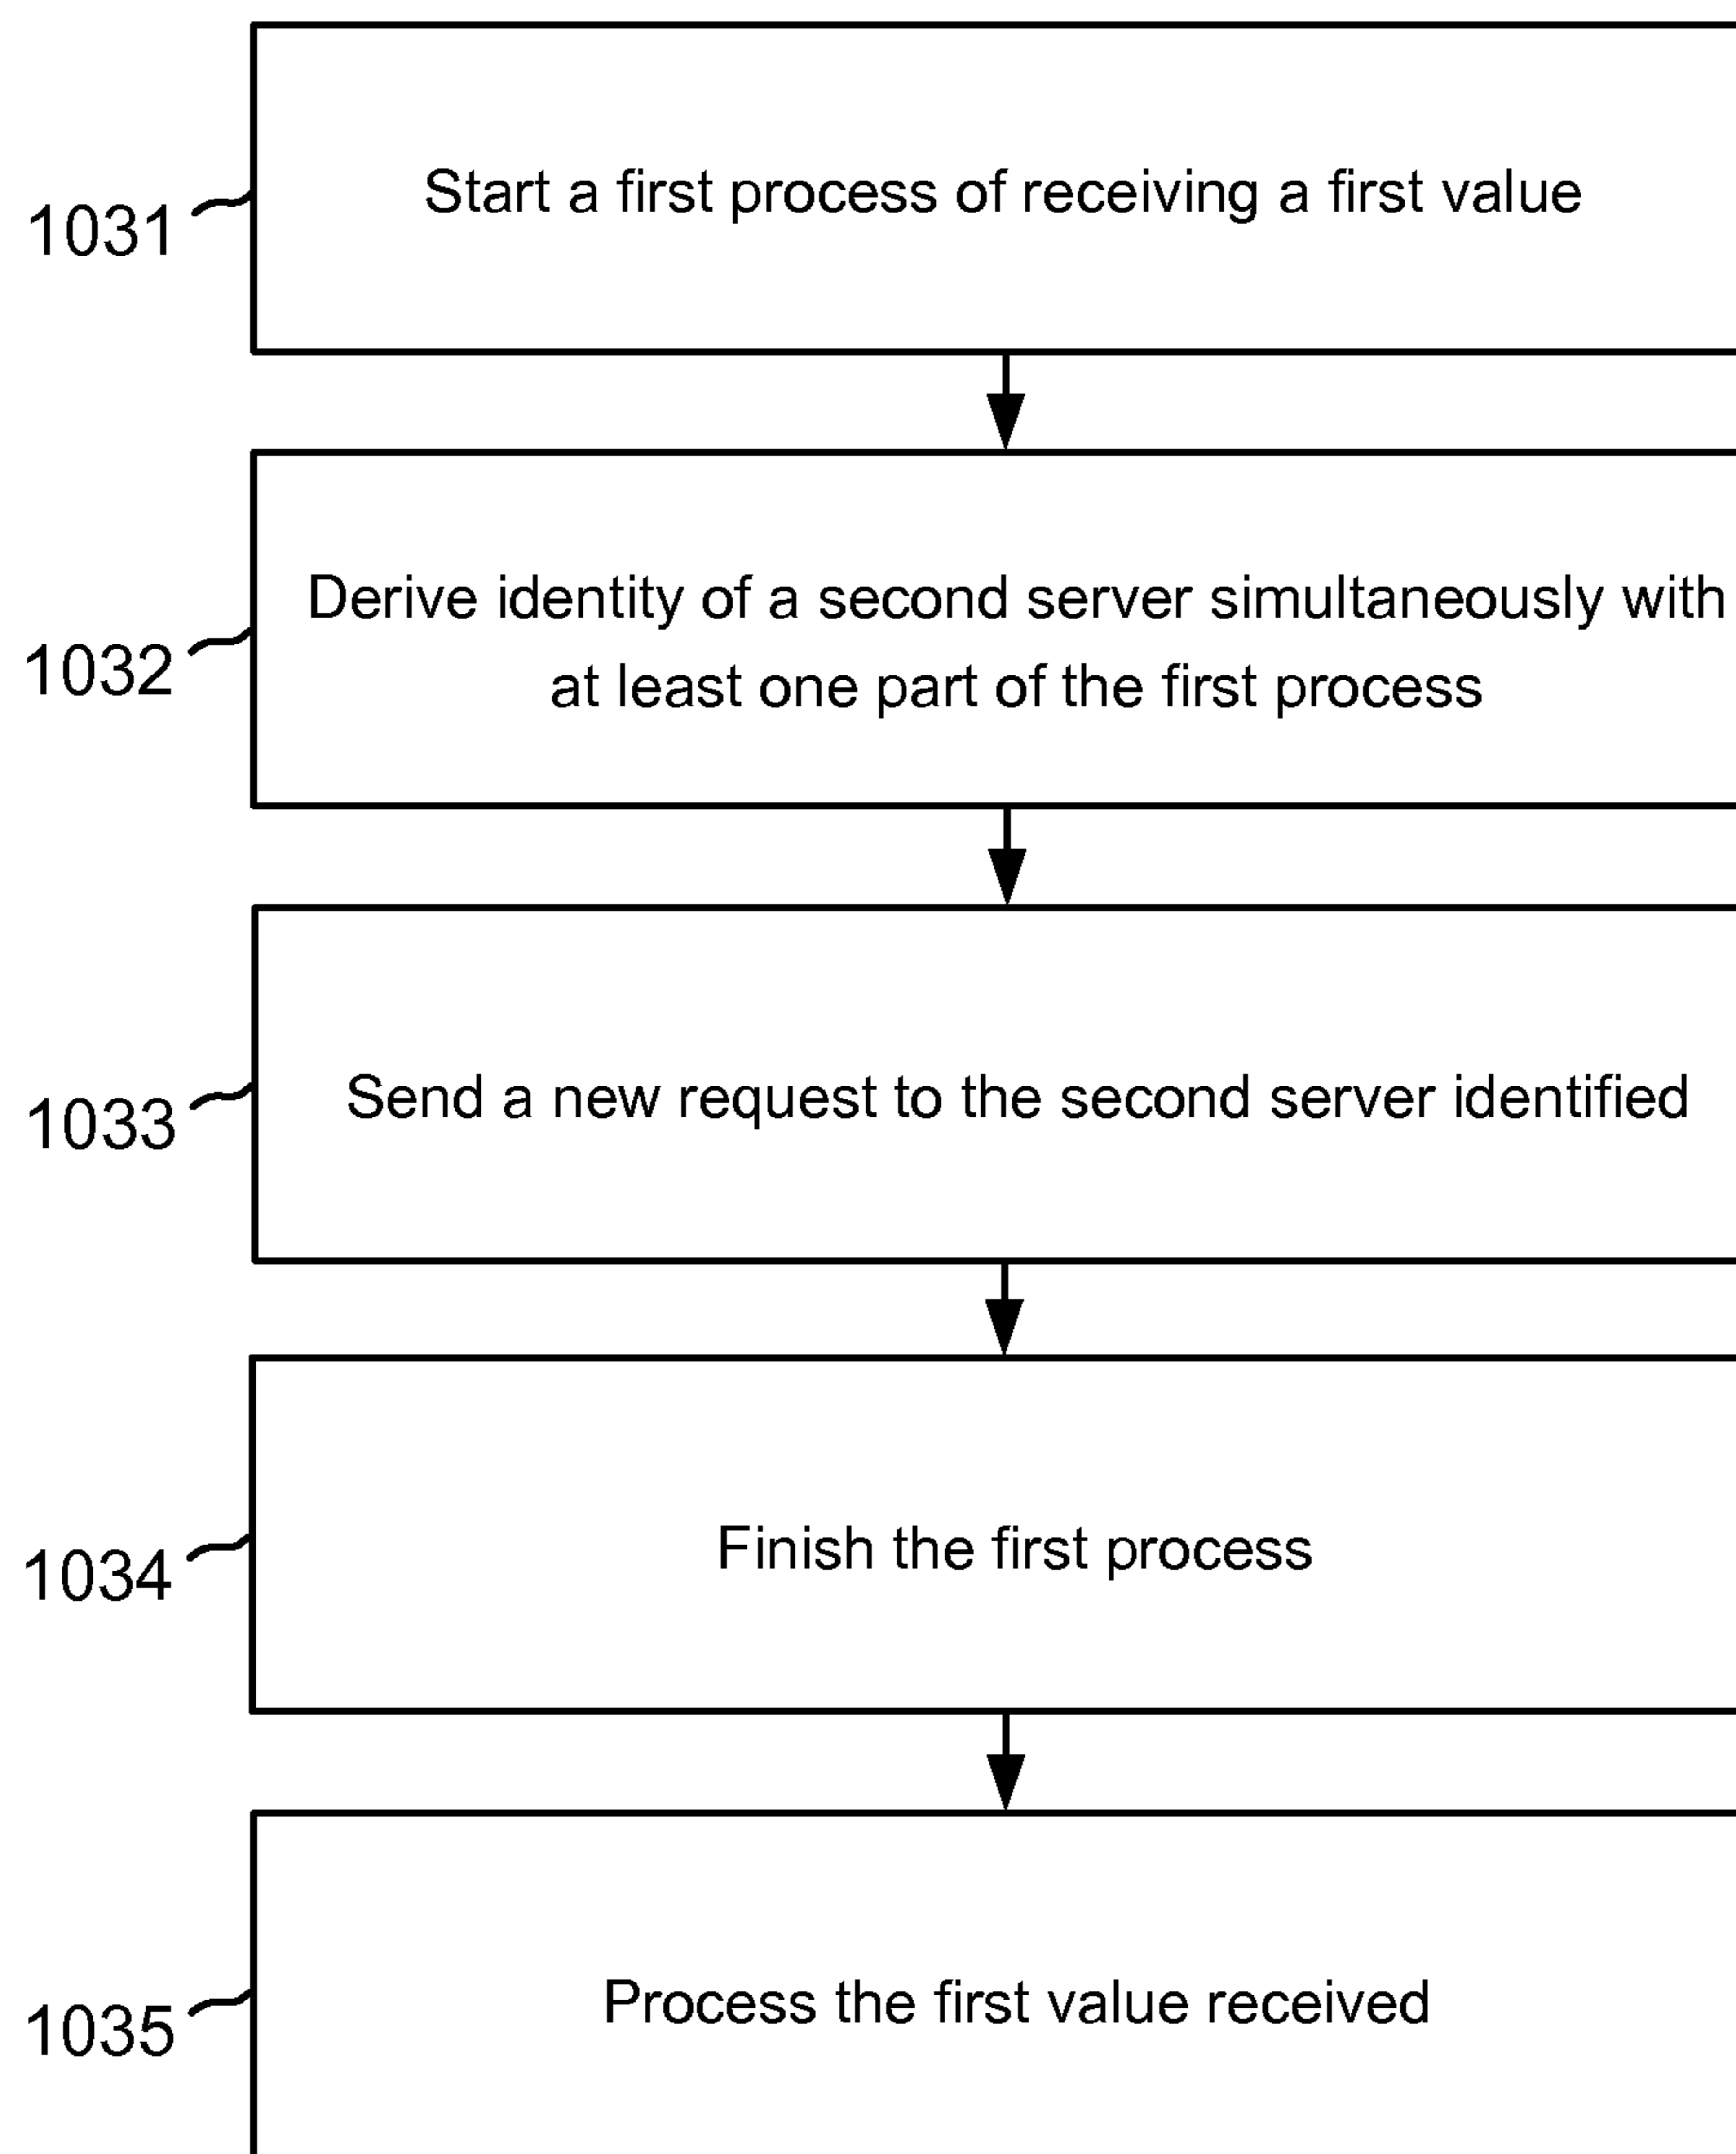 Start a first process of receiving a first value
1031
Derive identity of a second server simultaneously with
at least one part of the first process
1032
Send a new request to the second server identified
1033
Finish the first process
1034
Process the first value received
1035